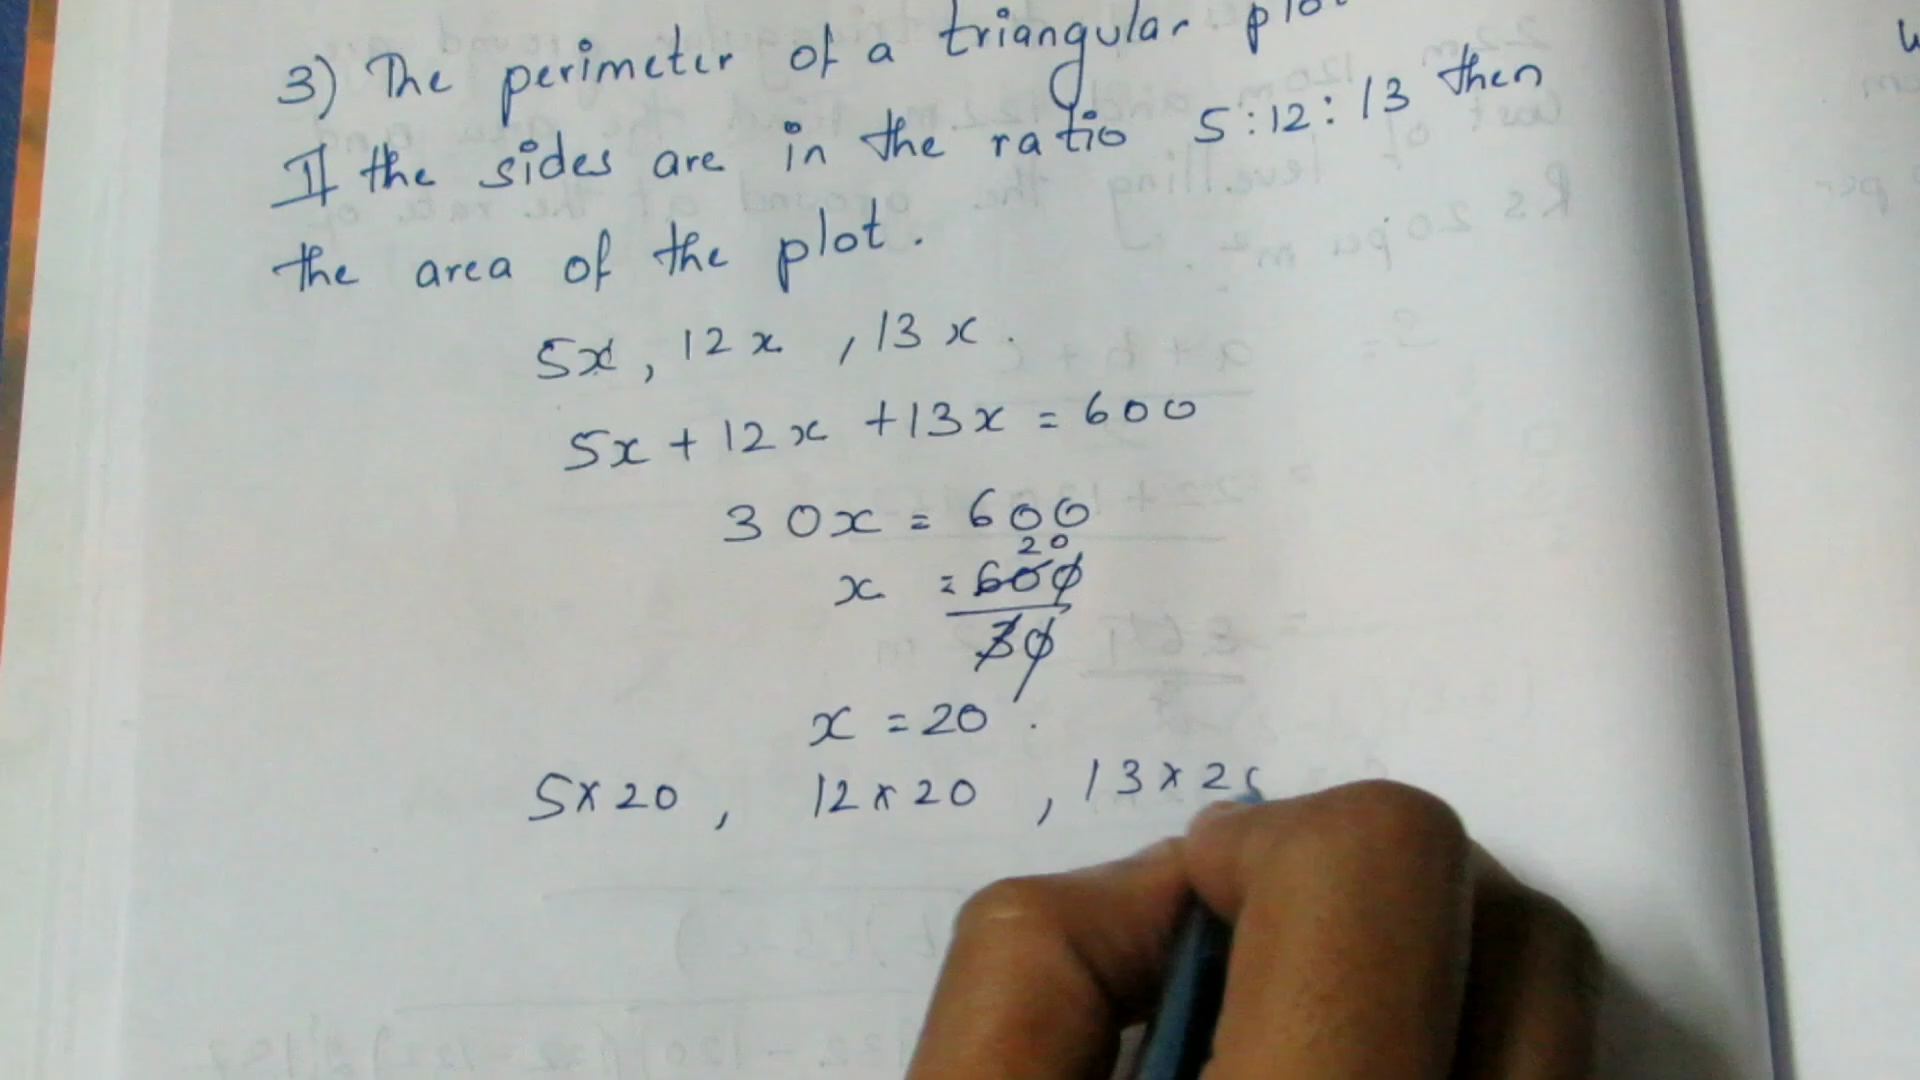 3) The perimeter of a triangular
If the sides are in the ratio 5:12:13 then
the area of the plot.
5x, 12x, 13x.
5x + 12x + 13x = 600
30x = 600
20
x = 600
30
x = 20.
5x20, 12x20, 13x2